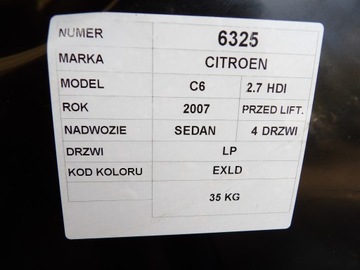 NUMER 6325
MARKA CITROEN
MODEL C6 2.7 HDI
ROK 2007 PRZED LIFT.
NADWOZIE SEDAN 4 DRZWI
DRZWI LP
KOD KOLORU EXLD
35 KG